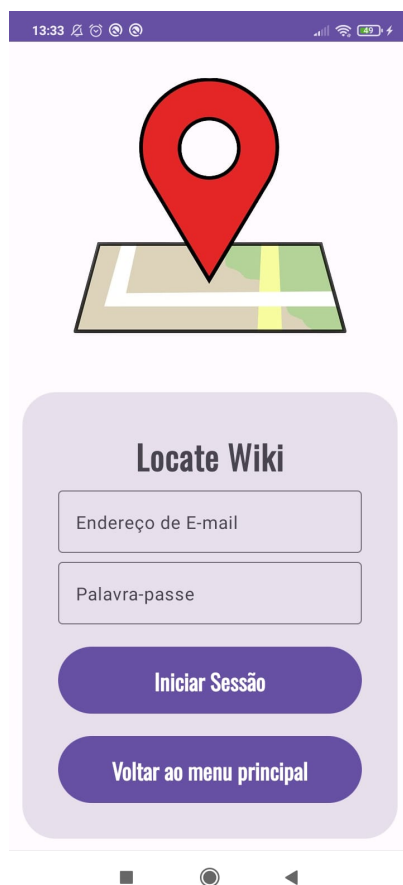 13:33
49
Locate Wiki
Endereço de E-mail
Palavra-passe
Iniciar Sessão
Voltar ao menu principal